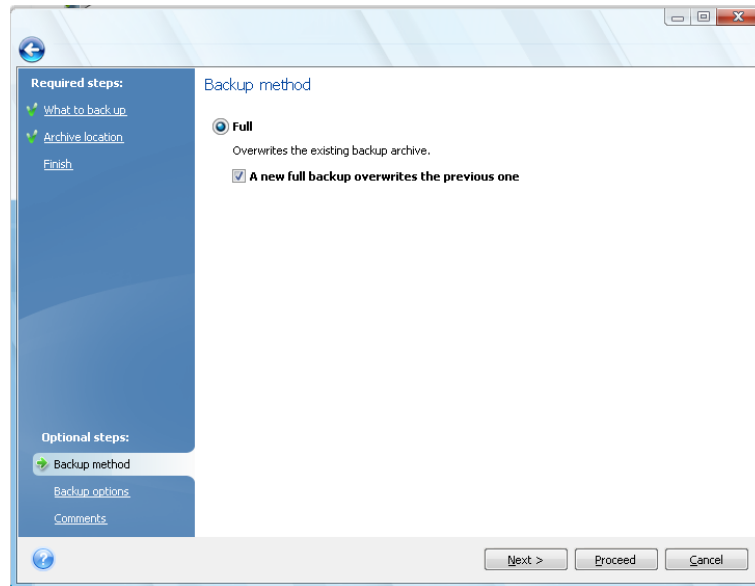 Required steps:
What to back up
Archive location
Finish
Optional steps:
Backup method
Backup options
Comments
Backup method
Full
Overwrites the existing backup archive.
A new full backup overwrites the previous one
Next >
Proceed
Cancel